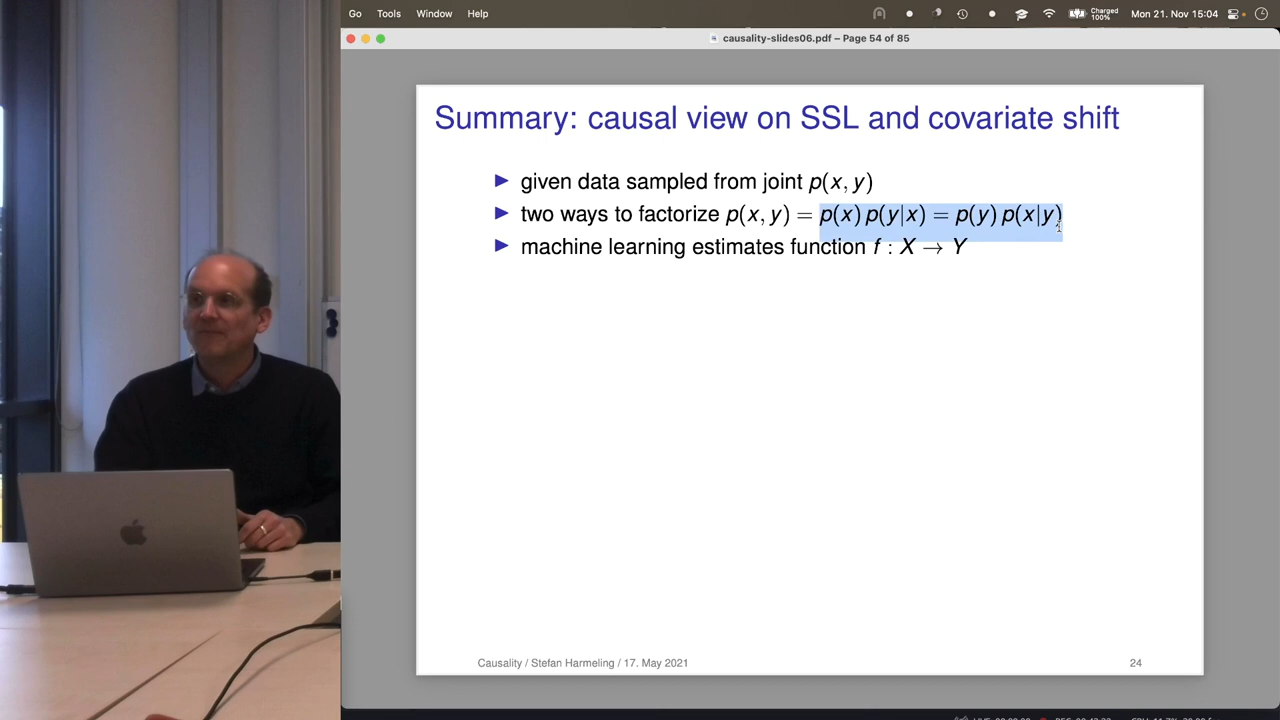 Go Tools Window Help Charged 100% Mon 21. Nov 15:04
causality-slides06.pdf – Page 54 of 85
Summary: causal view on SSL and covariate shift
▶ given data sampled from joint p(x, y)
▶ two ways to factorize p(x, y) = p(x) p(y|x) = p(y) p(x|y)
▶ machine learning estimates function f : X → Y
Causality / Stefan Harmeling / 17. May 2021 24